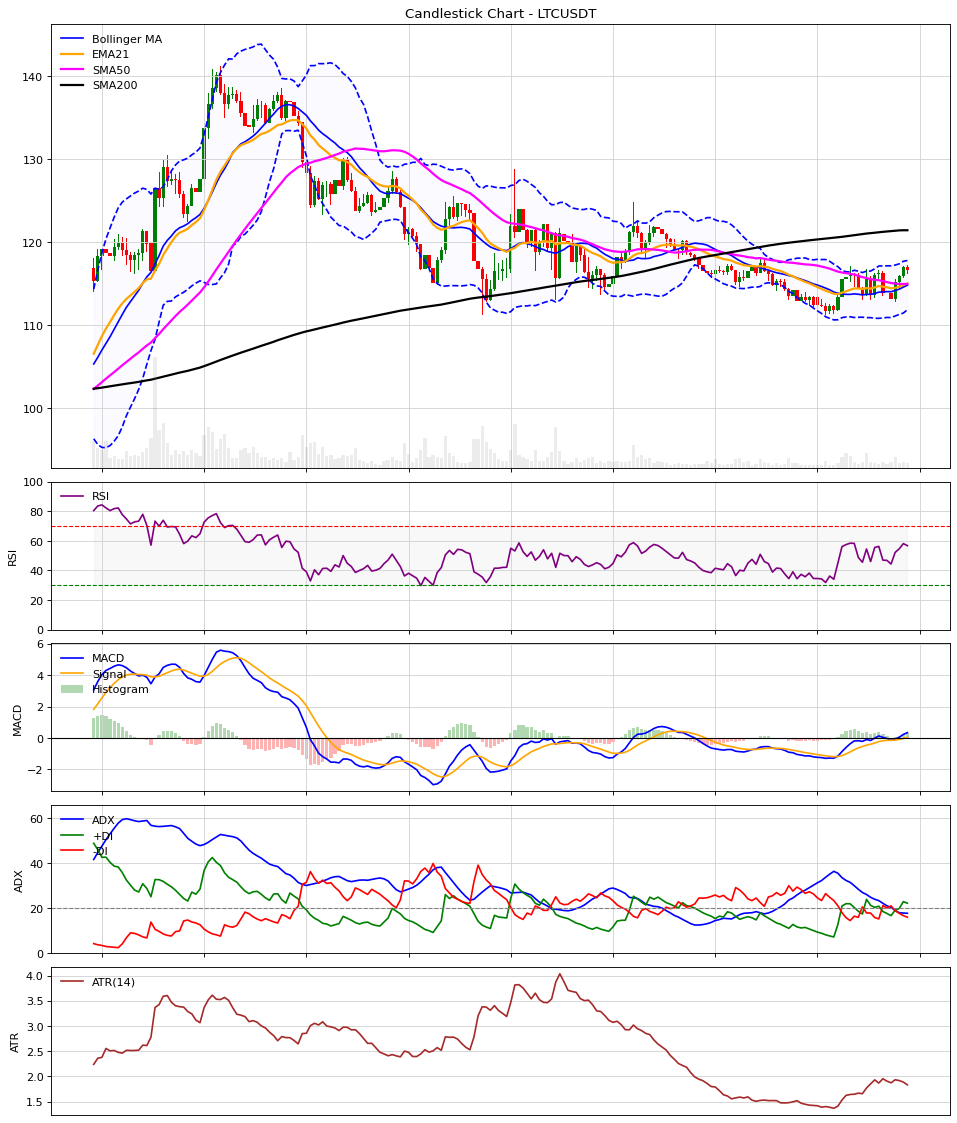 Candlestick Chart - LTCUSDT
Bollinger MA
EMA21
SMA50
SMA200
140
130
120
110
100
RSI
100
80
60
40
20
0
RSI
MACD
Signal
Histogram
6
4
2
0
−2
MACD
ADX
+DI
-DI
60
40
20
0
ADX
ATR(14)
4.0
3.5
3.0
2.5
2.0
1.5
ATR